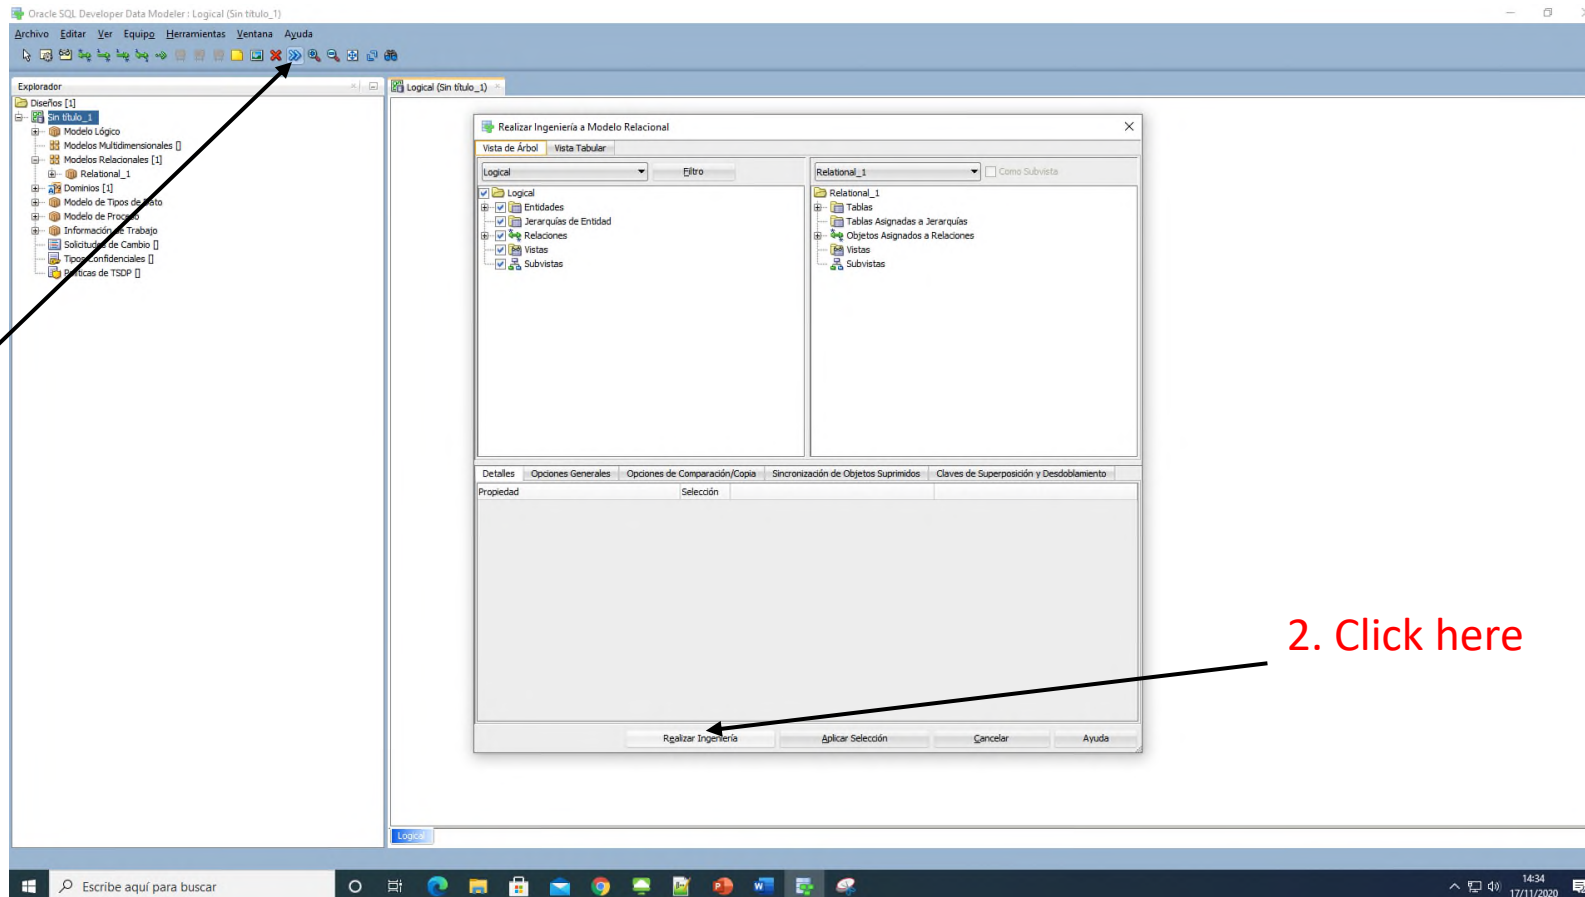 Oracle SQL Developer Data Modeler : Logical (Sin título_1)
Archivo Editar Ver Equipo Herramientas Ventana Ayuda
Explorador
Logical (Sin título_1)
Diseños [1]
Sin título_1
Modelo Lógico
Modelos Multidimensionales []
Modelos Relacionales [1]
Relational_1
Dominios [1]
Modelo de Tipos de Dato
Modelo de Proceso
Información de Trabajo
Solicitudes de Cambio []
Tipos Confidenciales []
Políticas de TSDP []
Realizar Ingeniería a Modelo Relacional
Vista de Árbol Vista Tabular
Logical Filtro
Relational_1 Como Subvista
Logical
Entidades
Jerarquías de Entidad
Relaciones
Vistas
Subvistas
Relational_1
Tablas
Tablas Asignadas a Jerarquías
Objetos Asignados a Relaciones
Vistas
Subvistas
Detalles Opciones Generales Opciones de Comparación/Copia Sincronización de Objetos Suprimidos Claves de Superposición y Desdoblamiento
Propiedad Selección
2. Click here
Realizar Ingeniería Aplicar Selección Cancelar Ayuda
Logical
Escribe aquí para buscar
14:34
17/11/2020